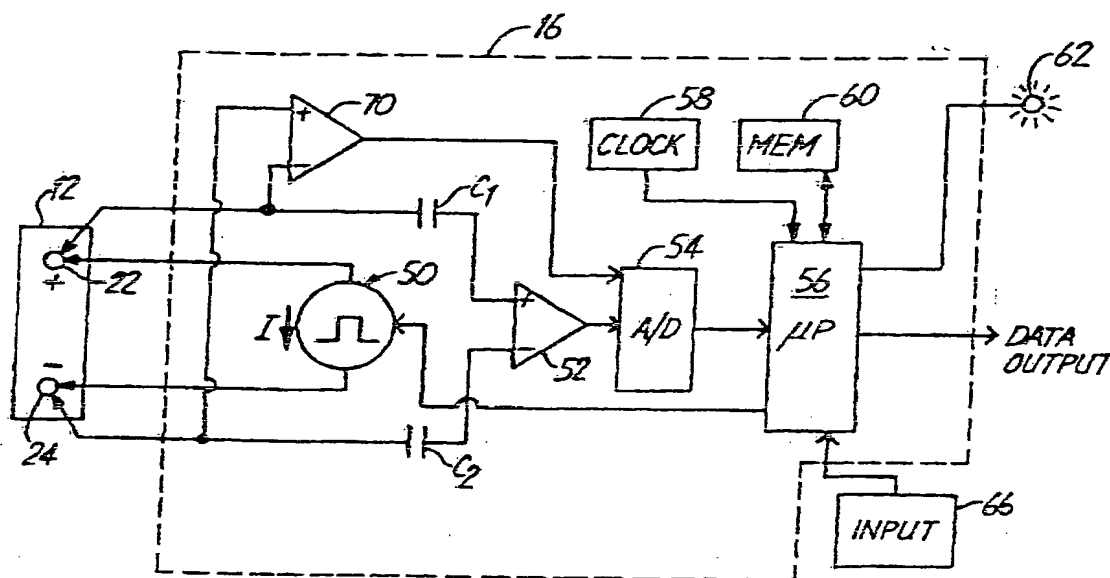 16
62
70
58
60
CLOCK
MEM
12
C1
54
50
56
22
+
-
+
+
-
I
A/D
µP
DATA
OUTPUT
-
52
24
C2
66
INPUT